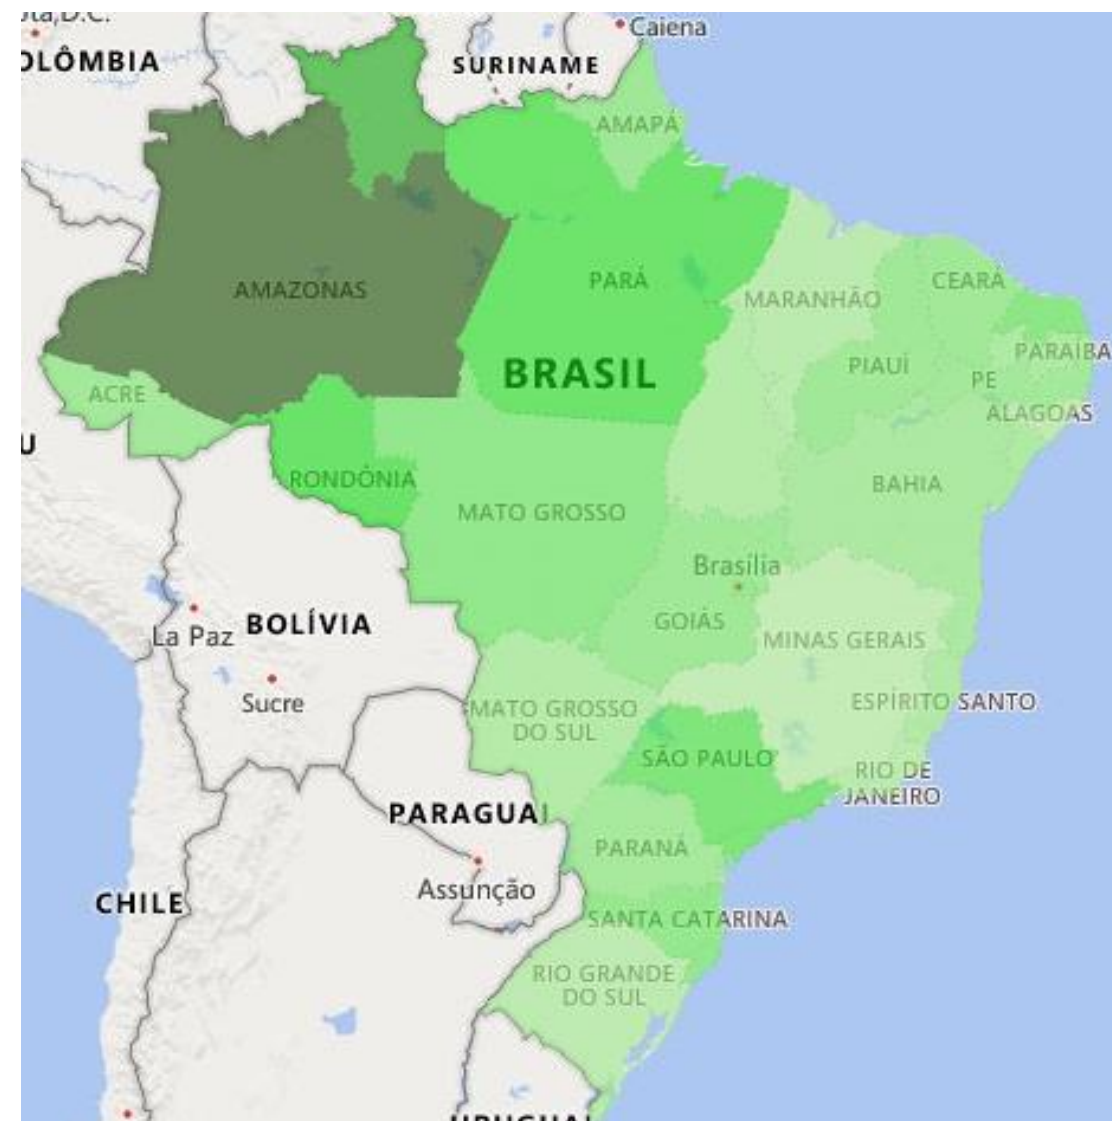 Caiena
SURINAME
AMAPÁ
AMAZONAS
PARÁ
MARANHÃO
CEARÁ
PARAÍBA
PIAUÍ
PE
BRASIL
ACRE
ALAGOAS
RONDÔNIA
MATO GROSSO
BAHIA
Brasília
La Paz
BOLÍVIA
GOIÁS
MINAS GERAIS
Sucre
MATO GROSSO
DO SUL
ESPÍRITO SANTO
SÃO PAULO
RIO DE
JANEIRO
PARAGUAI
PARANÁ
Assunção
CHILE
SANTA CATARINA
RIO GRANDE
DO SUL